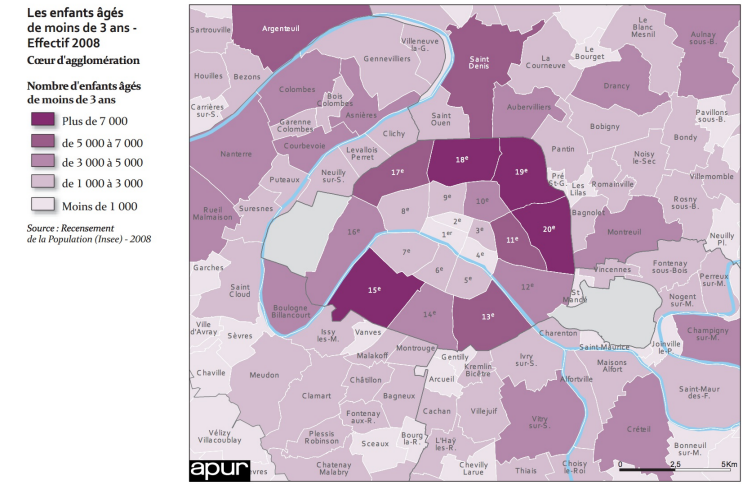 Les enfants âgés
de moins de 3 ans -
Effectif 2008
Cœur d'agglomération
Nombre d'enfants âgés
de moins de 3 ans
Plus de 7 000
de 5 000 à 7 000
de 3 000 à 5 000
de 1 000 à 3 000
Moins de 1 000
Source : Recensement
de la Population (Insee) - 2008
Sartrouville
Argenteuil
Villeneuve
la-G.
Gennevilliers
Saint
Denis
La
Courneuve
Le
Bourget
Le
Blanc
Mesnil
Aulnay
sous-B.
Houilles
Bezons
Colombes
Bois
Colombes
Asnières
Garenne
Colombes
Courbevoie
Clichy
Saint
Ouen
Aubervilliers
Drancy
Bobigny
Pavillons
sous-B.
Bondy
Carrières
sur-S.
Nanterre
Levallois
Perret
Puteaux
Neuilly
sur-S.
Pantin
Pré
St-G.
Les
Lilas
Romainville
Noisy
le-Sec
Villemomble
Rosny
sous-B.
Rueil
Malmaison
Suresnes
Bagnolet
Montreuil
Neuilly
Pl.
17e
18e
19e
9e
10e
8e
2e
3e
1er
4e
11e
20e
16e
7e
6e
5e
12e
15e
14e
13e
Garches
Saint
Cloud
Boulogne
Billancourt
Vincennes
St
Mandé
Fontenay
sous-Bois
Perreux
sur-M.
Nogent
sur-M.
Ville
d'Avray
Sèvres
Issy
les-M.
Vanves
Malakoff
Montrouge
Gentilly
Kremlin
Bicêtre
Arcueil
Ivry
sur-S.
Charenton
Saint-Maurice
Maisons
Alfort
Alfortville
Joinville
le-P.
Champigny
sur-M.
Saint-Maur
des-F.
Chaville
Meudon
Clamart
Châtillon
Bagneux
Fontenay
aux-R.
Cachan
Villejuif
Vitry
sur-S.
Créteil
Bonneuil
sur-M.
Vélizy
Villacoublay
Plessis
Robinson
Sceaux
Bourg
la-R.
L'Haÿ
les-R.
Chevilly
Larue
Thiais
Choisy
le-Roi
Chatenay
Malabry
vres
apur
0 2,5 5Km